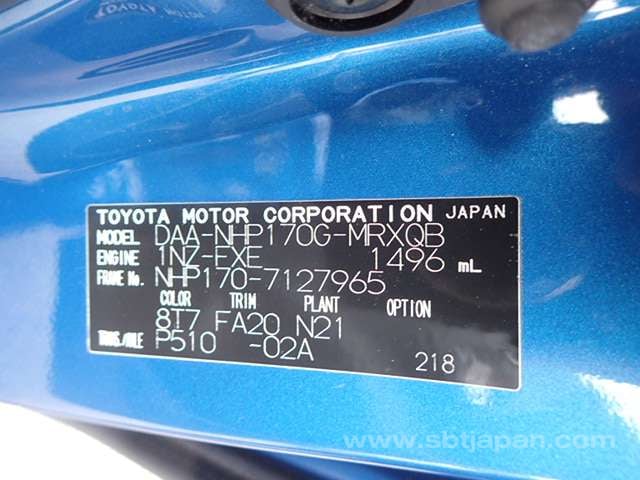 TOYOTA MOTOR CORPORATION JAPAN
MODEL DAA-NHP170G-MRXQB
ENGINE 1NZ-FXE 1496 mL
FRAME No. NHP170-7127965
COLOR TRIM PLANT OPTION
8T7 FA20 N21
TRANS/AXLE P510 -02A
218
www.sbtjapan.com